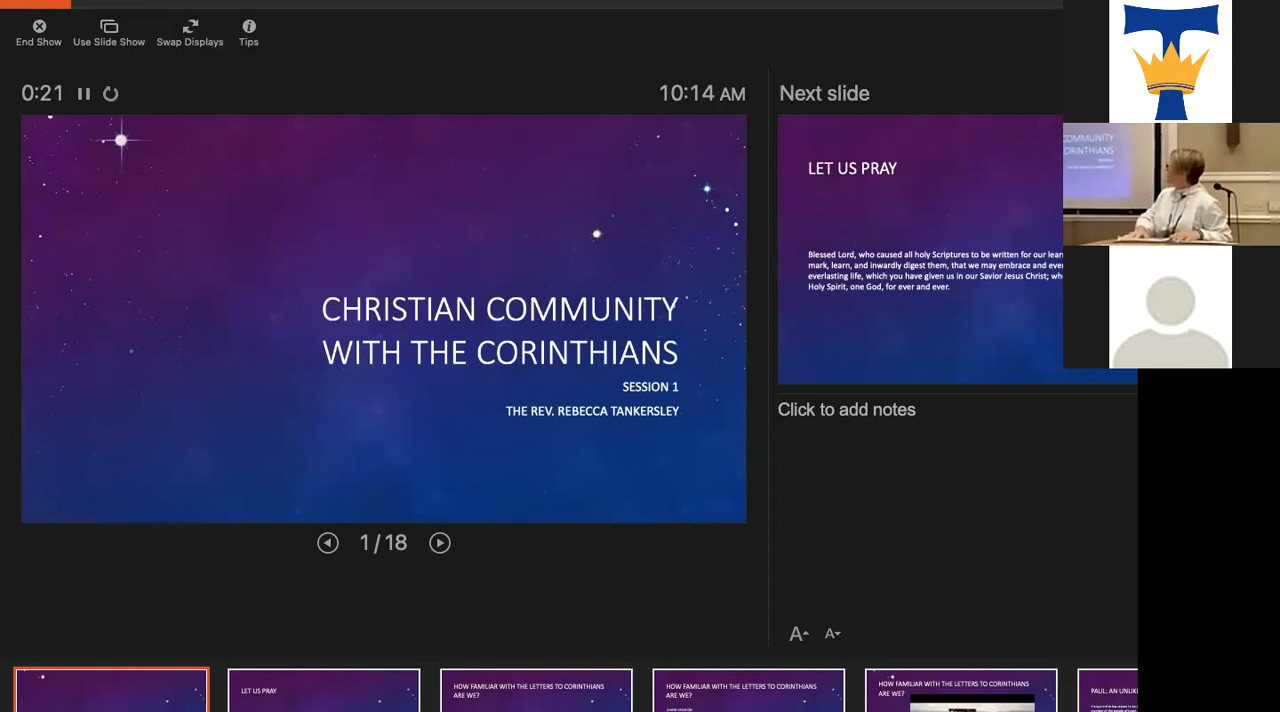 End Show
Use Slide Show
Swap Displays
Tips
0:21
10:14 AM
Next slide
CHRISTIAN COMMUNITY
WITH THE CORINTHIANS
SESSION 1
THE REV. REBECCA TANKERSLEY
LET US PRAY
Blessed Lord, who caused all holy Scriptures to be written for our
mark, learn, and inwardly digest them, that we may embrace and
everlasting life, which you have given us in our Savior Jesus Christ;
Holy Spirit, one God, for ever and ever.
COMMUNITY
CORINTHIANS
Click to add notes
1/18
A A
LET US PRAY
HOW FAMILIAR WITH THE LETTERS TO CORINTHIANS
ARE WE?
HOW FAMILIAR WITH THE LETTERS TO CORINTHIANS
ARE WE?
HOW FAMILIAR WITH THE LETTERS TO CORINTHIANS
ARE WE?
PAUL: AN